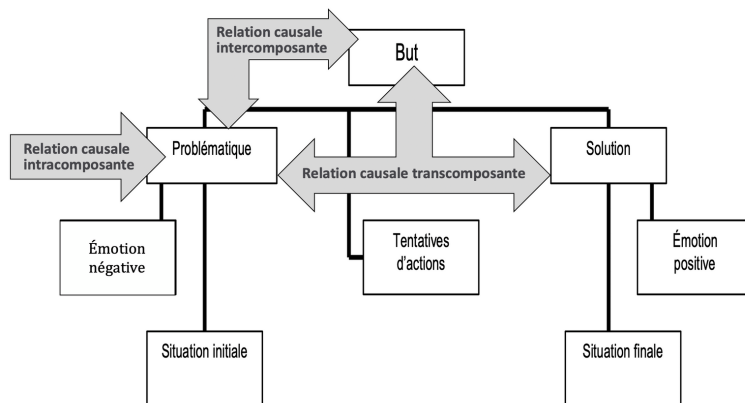 Relation causale
intercomposante
But
Relation causale
intracomposante
Problématique
Relation causale transcomposante
Solution
Émotion
négative
Tentatives
d'actions
Émotion
positive
Situation initiale
Situation finale